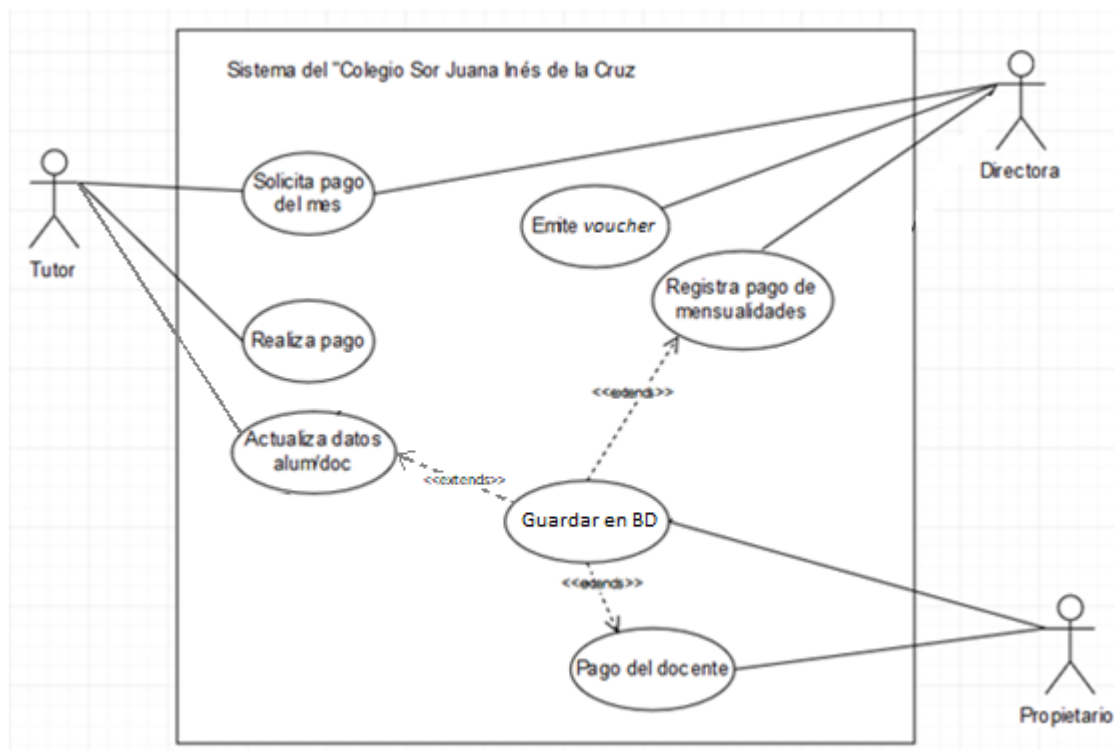 Sistema del "Colegio Sor Juana Inés de la Cruz
Directora
Solicita pago
del mes
Emite voucher
Tutor
Registra pago de
mensualidades
Realiza pago
<<extends>>
Actualiza datos
alum/doc
<<extends>>
Guardar en BD
<<extends>>
Pago del docente
Propietario